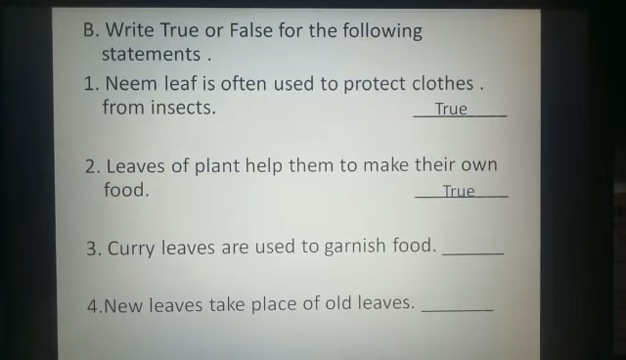 B. Write True or False for the following
statements .
1. Neem leaf is often used to protect clothes .
from insects. True
2. Leaves of plant help them to make their own
food. True
3. Curry leaves are used to garnish food. ______
4.New leaves take place of old leaves. ______